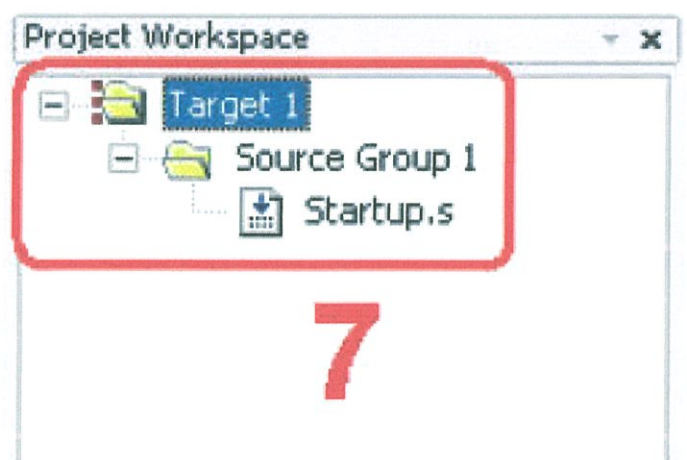 Project Workspace
Target 1
Source Group 1
Startup.s
7